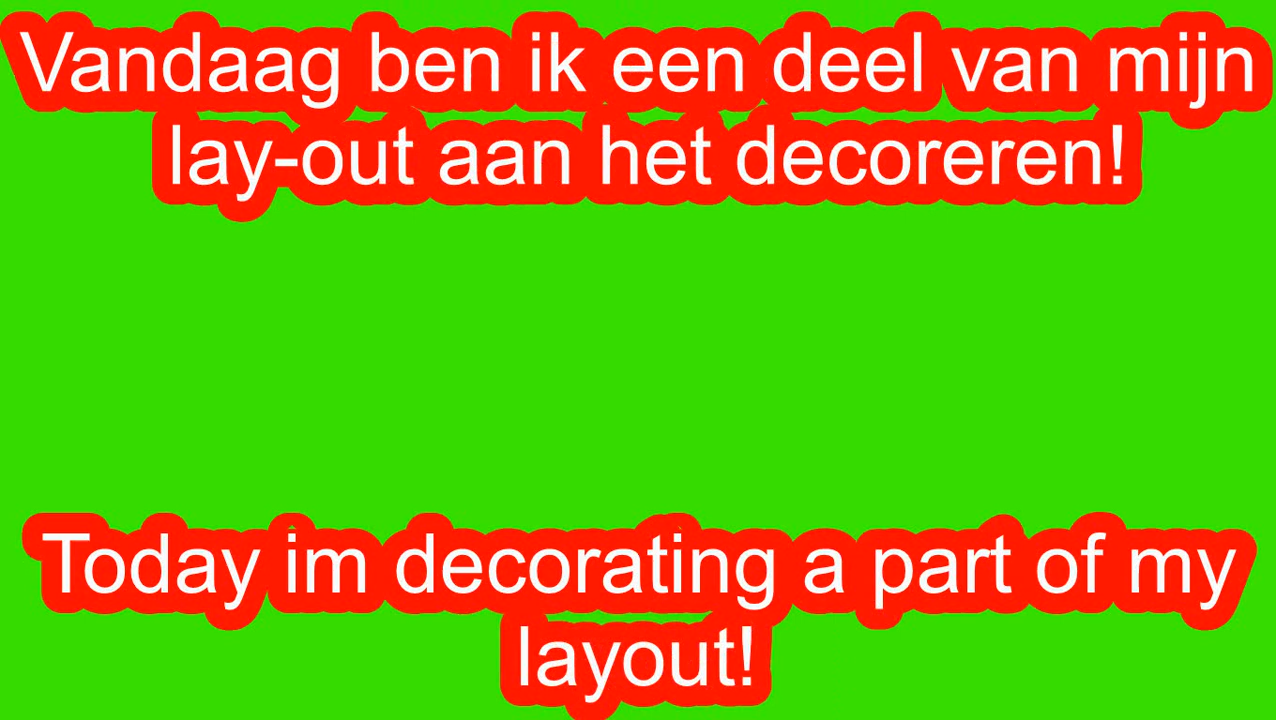 Vandaag ben ik een deel van mijn
lay-out aan het decoreren!
Today im decorating a part of my
layout!